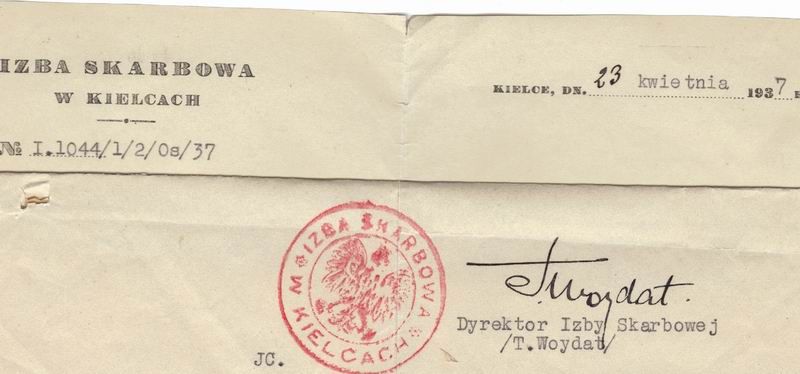 IZBA SKARBOWA
W KIELCACH
№ I.1044/1/2/Os/37
KIELCE, DN. 23 kwietnia 1937 r
IZBA SKARBOWA W KIELCACH
T. Woydat.
Dyrektor Izby Skarbowej
/T.Woydat/
JC.